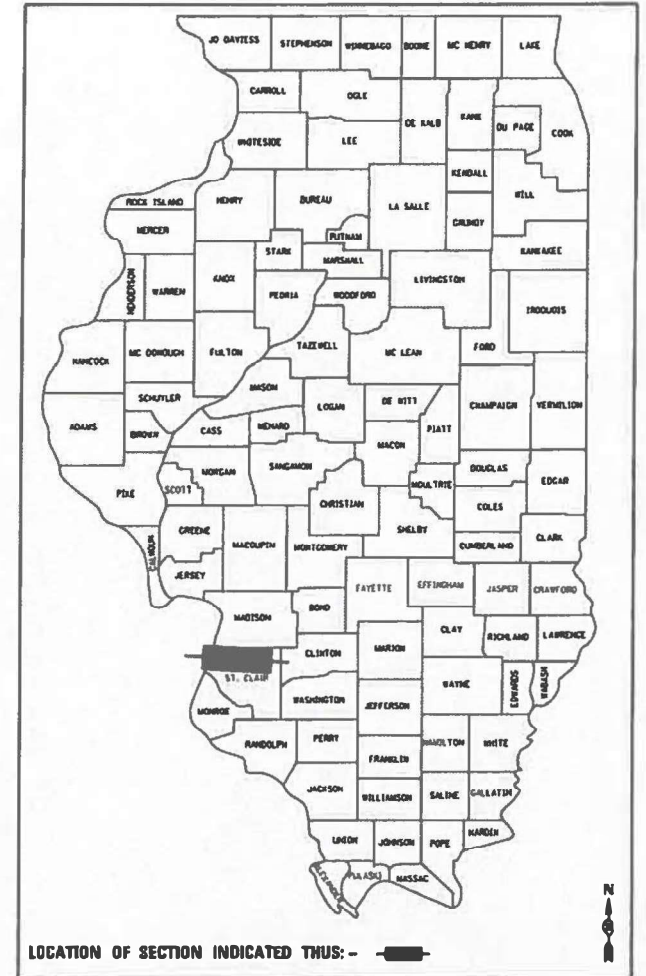 JO DAVIESS
STEPHENSON
WINNEBAGO
BOONE
MC HENRY
LAKE
CARROLL
OGLE
DE KALB
KANE
DU PAGE
COOK
WHITESIDE
LEE
KENDALL
WILL
ROCK ISLAND
HENRY
BUREAU
LA SALLE
GRUNDY
MERCER
PUTNAM
KANKAKEE
STARK
MARSHALL
HENDERSON
WARREN
KNOX
PEORIA
WOODFORD
LIVINGSTON
IROQUOIS
HANCOCK
MC DONOUGH
FULTON
TAZEWELL
MC LEAN
FORD
MASON
SCHUYLER
LOGAN
DE WITT
CHAMPAIGN
VERMILION
ADAMS
BROWN
CASS
MENARD
PIATT
MACON
MORGAN
SANGAMON
DOUGLAS
EDGAR
PIKE
SCOTT
MOULTRIE
CHRISTIAN
COLES
GREENE
MACOUPIN
MONTGOMERY
SHELBY
CUMBERLAND
CLARK
CALHOUN
JERSEY
FAYETTE
EFFINGHAM
JASPER
CRAWFORD
MADISON
BOND
CLAY
RICHLAND
LAWRENCE
CLINTON
MARION
ST. CLAIR
WAYNE
EDWARDS
WABASH
WASHINGTON
JEFFERSON
MONROE
RANDOLPH
PERRY
HAMILTON
WHITE
FRANKLIN
JACKSON
WILLIAMSON
SALINE
GALLATIN
UNION
JOHNSON
POPE
HARDIN
ALEXANDER
PULASKI
MASSAC
N
LOCATION OF SECTION INDICATED THUS: -